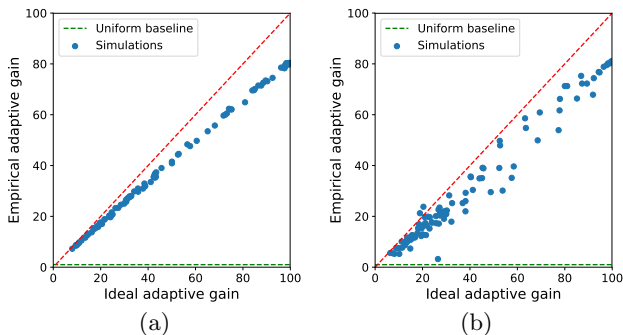 Uniform baseline
Simulations
Empirical adaptive gain
100
80
60
40
20
0
0 20 40 60 80 100
Ideal adaptive gain
(a)
Uniform baseline
Simulations
Empirical adaptive gain
100
80
60
40
20
0
0 20 40 60 80 100
Ideal adaptive gain
(b)